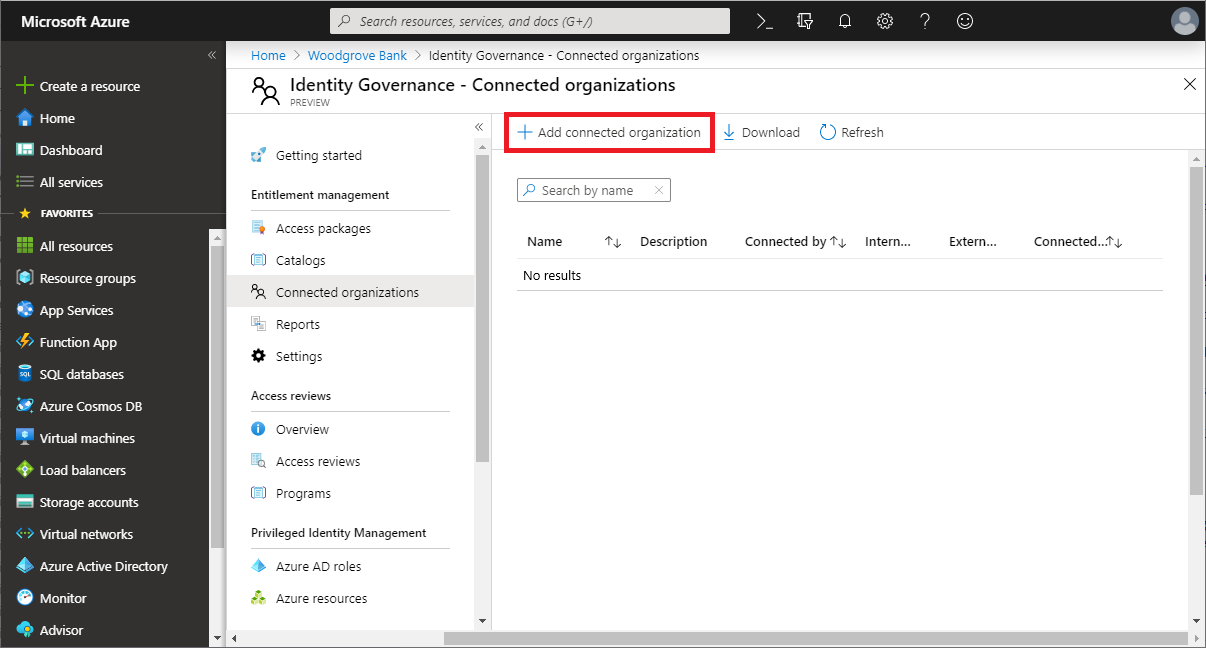 Microsoft Azure
Search resources, services, and docs (G+/)
Create a resource
Home
Dashboard
All services
FAVORITES
All resources
Resource groups
App Services
Function App
SQL databases
Azure Cosmos DB
Virtual machines
Load balancers
Storage accounts
Virtual networks
Azure Active Directory
Monitor
Advisor
Home > Woodgrove Bank > Identity Governance - Connected organizations
Identity Governance - Connected organizations
PREVIEW
Getting started
Entitlement management
Access packages
Catalogs
Connected organizations
Reports
Settings
Access reviews
Overview
Access reviews
Programs
Privileged Identity Management
Azure AD roles
Azure resources
Add connected organization Download Refresh
Search by name
Name Description Connected by Intern... Extern... Connected...
No results